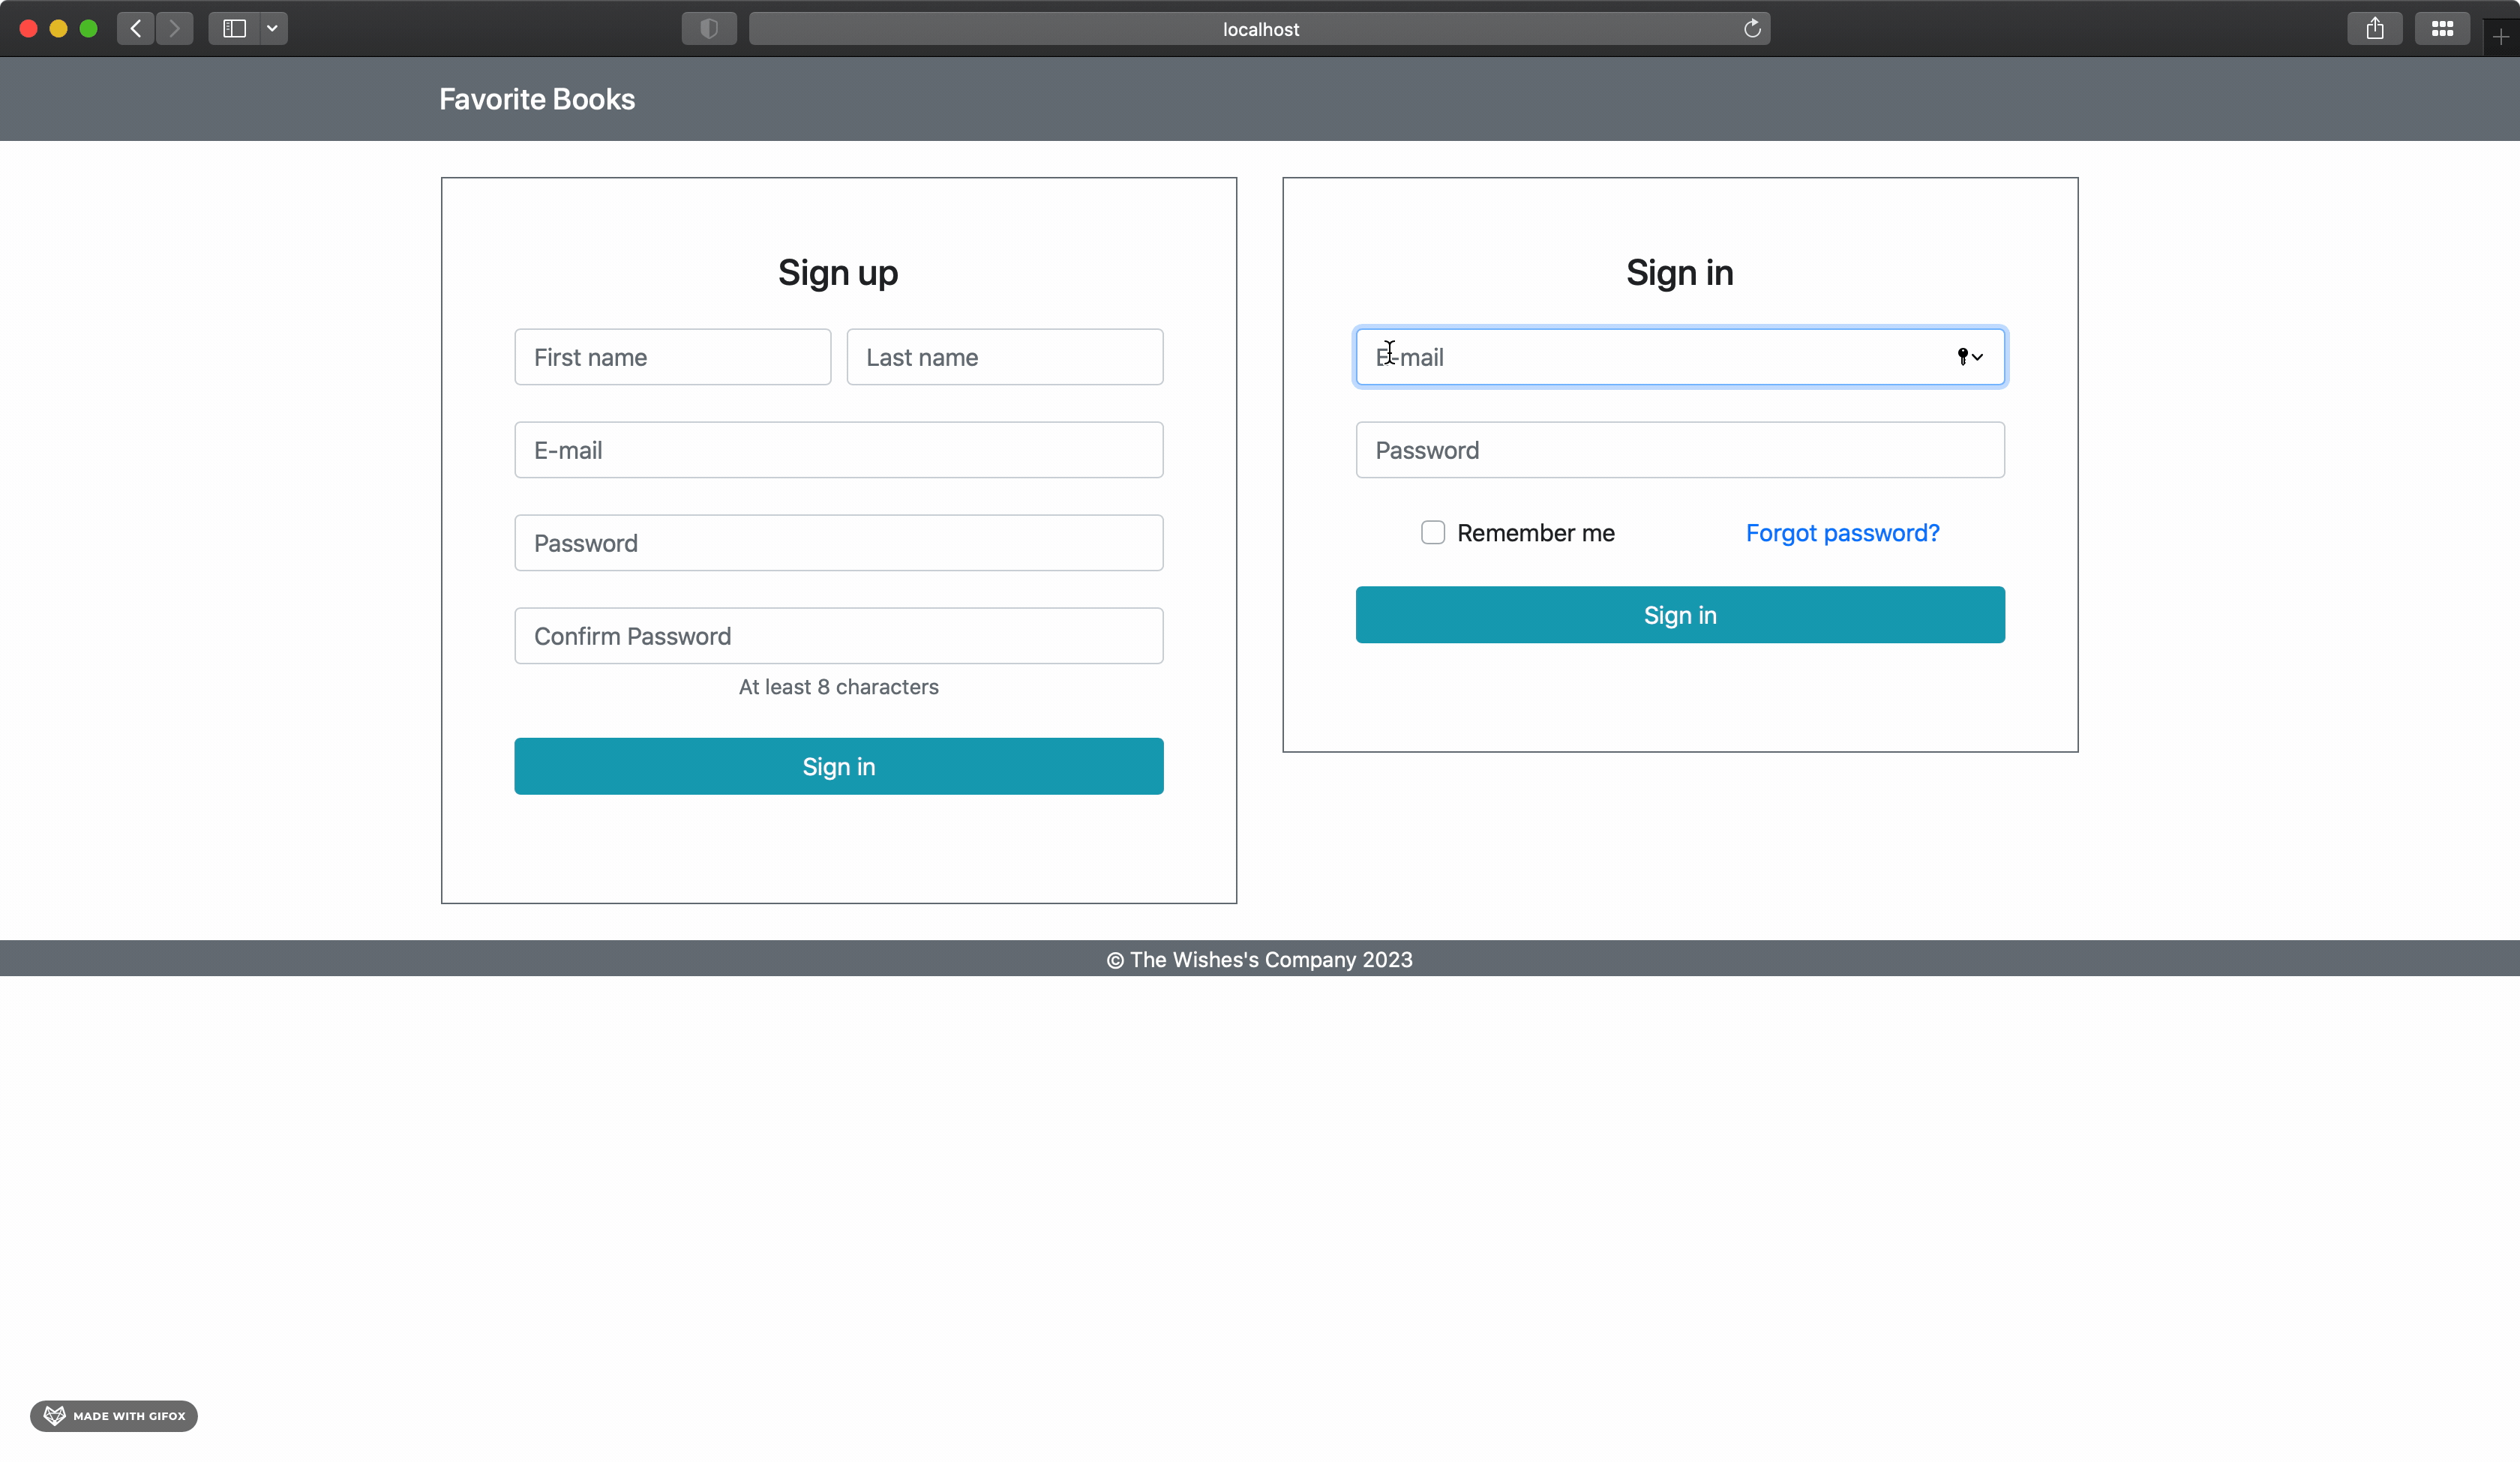 localhost
Favorite Books
Sign up
First name
Last name
E-mail
Password
Confirm Password
At least 8 characters
Sign in
Sign in
E-mail
Password
Remember me
Forgot password?
Sign in
© The Wishes's Company 2023
MADE WITH GIFOX